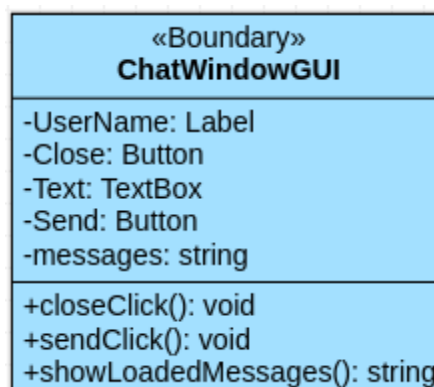 «Boundary»
ChatWindowGUI
-UserName: Label
-Close: Button
-Text: TextBox
-Send: Button
-messages: string
+closeClick(): void
+sendClick(): void
+showLoadedMessages(): string